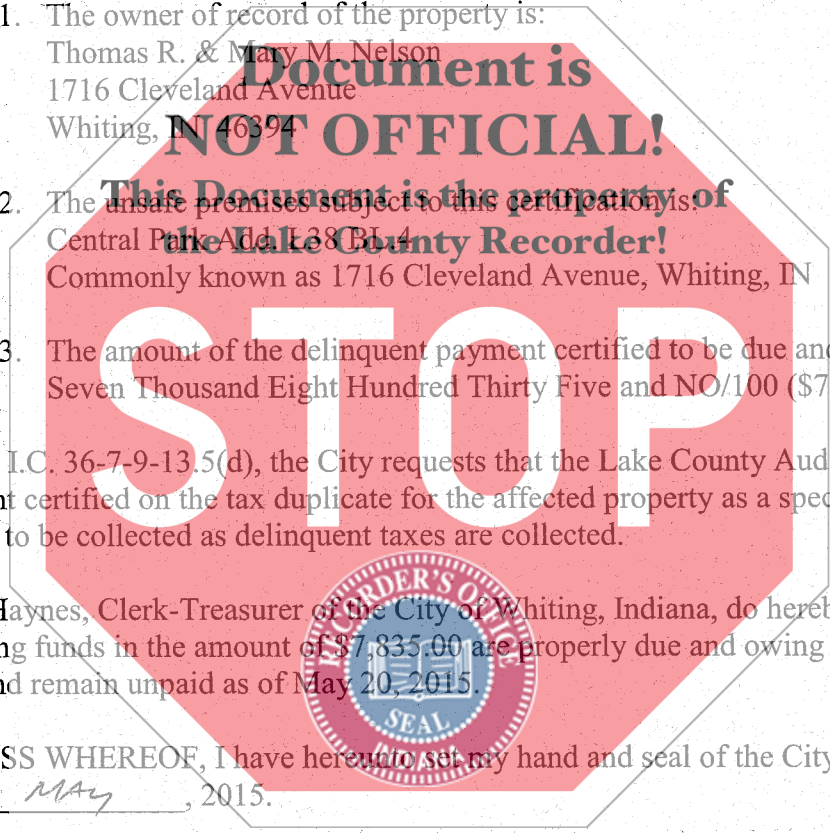 1. The owner of record of the property is:
Thomas R. & Mary M. Nelson
1716 Cleveland Avenue
Whiting, IN 46394
Document is
NOT OFFICIAL!
This Document is the property of
the Lake County Recorder!
2. The unsafe premises subject to this certification is:
Central Park Add. L.38 BL.4
Commonly known as 1716 Cleveland Avenue, Whiting, IN
STOP
3. The amount of the delinquent payment certified to be due and
Seven Thousand Eight Hundred Thirty Five and NO/100 ($7
I.C. 36-7-9-13.5(d), the City requests that the Lake County Aud
nt certified on the tax duplicate for the affected property as a spec
to be collected as delinquent taxes are collected.
Haynes, Clerk-Treasurer of the City of Whiting, Indiana, do hereb
ng funds in the amount of $7,835.00 are properly due and owing
nd remain unpaid as of May 20, 2015.
RECORDER'S OFFICE
SEAL
SS WHEREOF, I have hereunto set my hand and seal of the City
MAY, 2015.